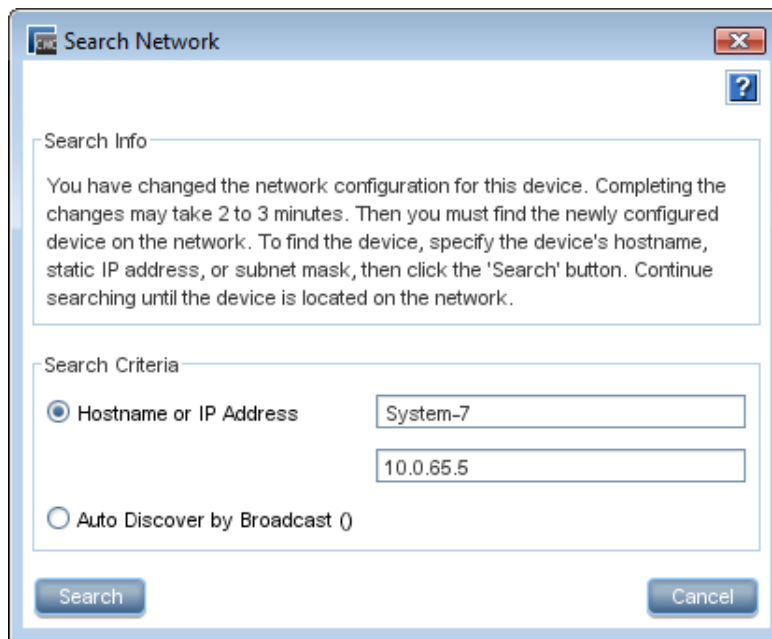 CMC Search Network
?
Search Info
You have changed the network configuration for this device. Completing the
changes may take 2 to 3 minutes. Then you must find the newly configured
device on the network. To find the device, specify the device's hostname,
static IP address, or subnet mask, then click the 'Search' button. Continue
searching until the device is located on the network.
Search Criteria
Hostname or IP Address System-7
10.0.65.5
Auto Discover by Broadcast ()
Search Cancel